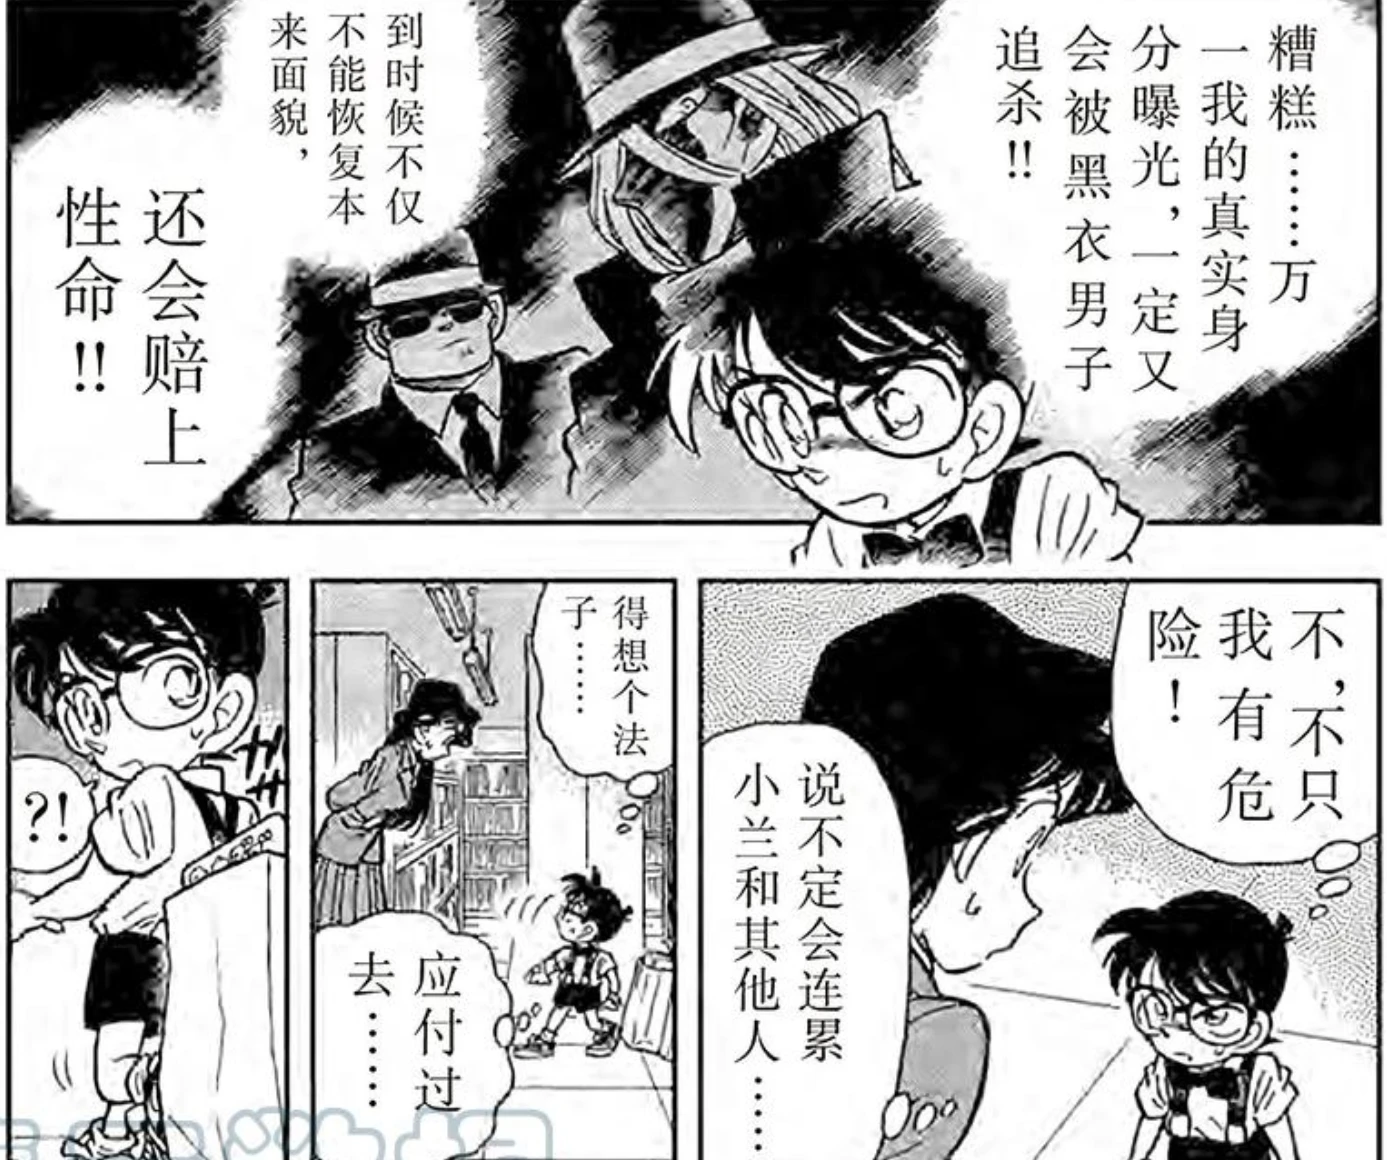 糟糕……万
一我的真实身
分曝光，一定又
会被黑衣男子
追杀!!
到时候不仅
不能恢复本
来面貌，
还会赔上
性命!!
不，不只
我有危
险！
说不定会连累
小兰和其他人……
得想个法
子……
应付过
去……
?!